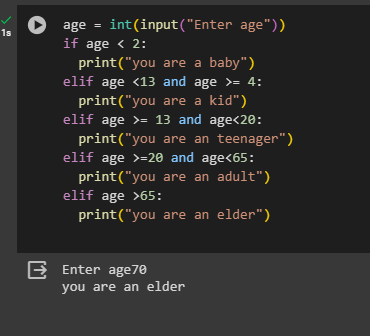 age = int(input("Enter age"))
if age < 2:
  print("you are a baby")
elif age <13 and age >= 4:
  print("you are a kid")
elif age >= 13 and age<20:
  print("you are an teenager")
elif age >=20 and age<65:
  print("you are an adult")
elif age >65:
  print("you are an elder")
1s
Enter age70
you are an elder